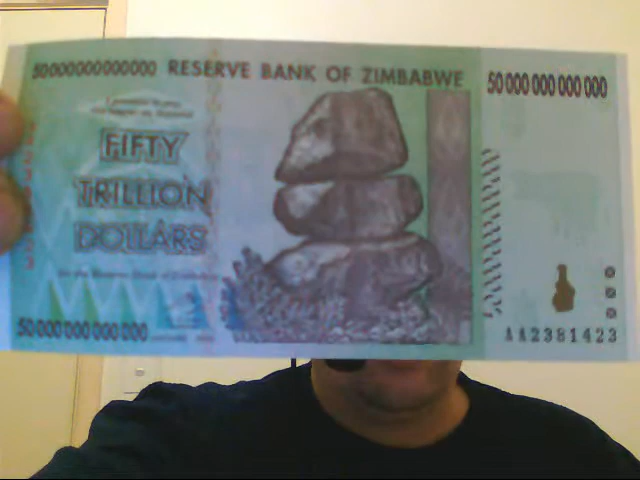 50000000000000 RESERVE BANK OF ZIMBABWE 50 000 000 000 000
FIFTY
TRILLION
DOLLARS
50 000 000 000 000
AA2381423